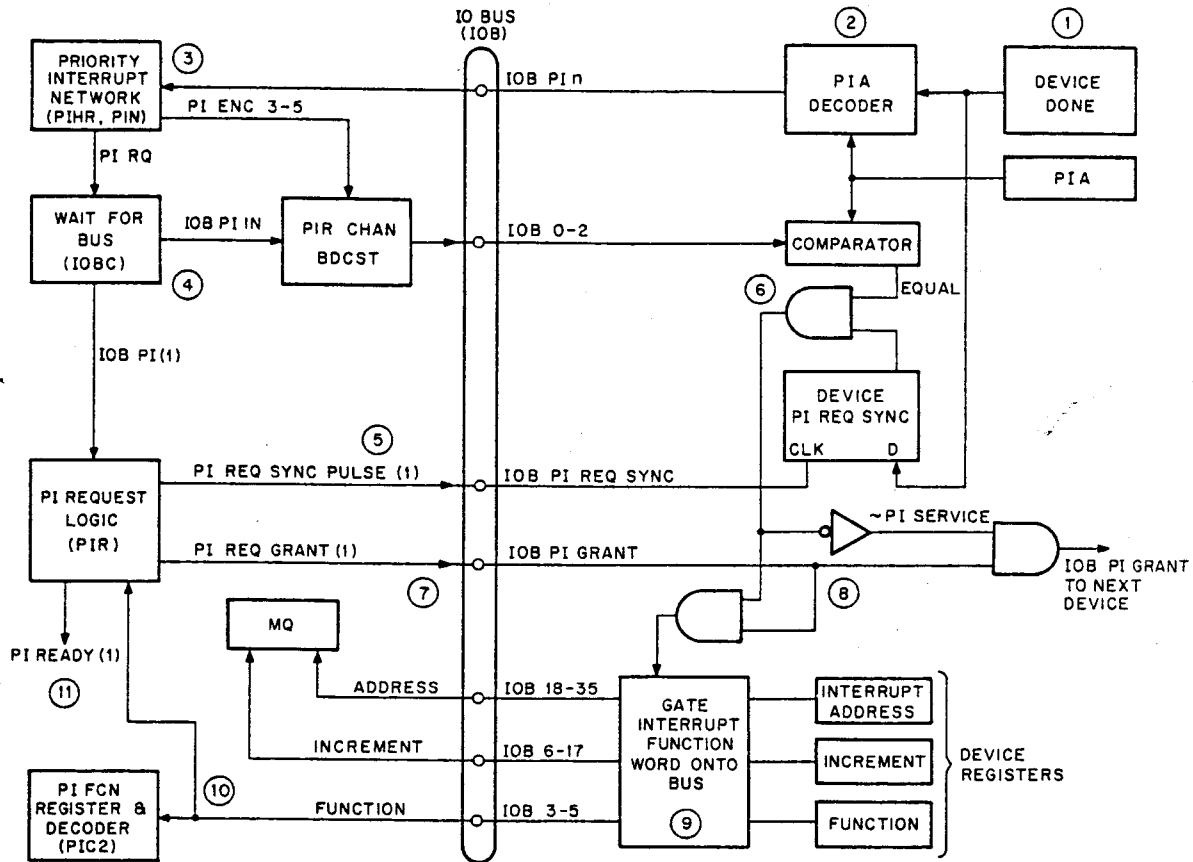 IO BUS
(IOB)
3
PRIORITY
INTERRUPT
NETWORK
(PIHR, PIN)
PI ENC 3-5
IOB PI n
2
PIA
DECODER
1
DEVICE
DONE
PI RQ
PIA
WAIT FOR
BUS
(IOBC)
IOB PI IN
PIR CHAN
BDCST
IOB 0-2
COMPARATOR
4
6
EQUAL
IOB PI (1)
DEVICE
PI REQ SYNC
CLK
D
5
PI REQUEST
LOGIC
(PIR)
PI REQ SYNC PULSE (1)
IOB PI REQ SYNC
~PI SERVICE
PI REQ GRANT (1)
IOB PI GRANT
IOB PI GRANT
TO NEXT
DEVICE
7
8
MQ
PI READY (1)
11
ADDRESS
IOB 18-35
GATE
INTERRUPT
FUNCTION
WORD ONTO
BUS
9
INTERRUPT
ADDRESS
INCREMENT
IOB 6-17
INCREMENT
DEVICE
REGISTERS
PI FCN
REGISTER &
DECODER
(PIC2)
10
FUNCTION
IOB 3-5
FUNCTION